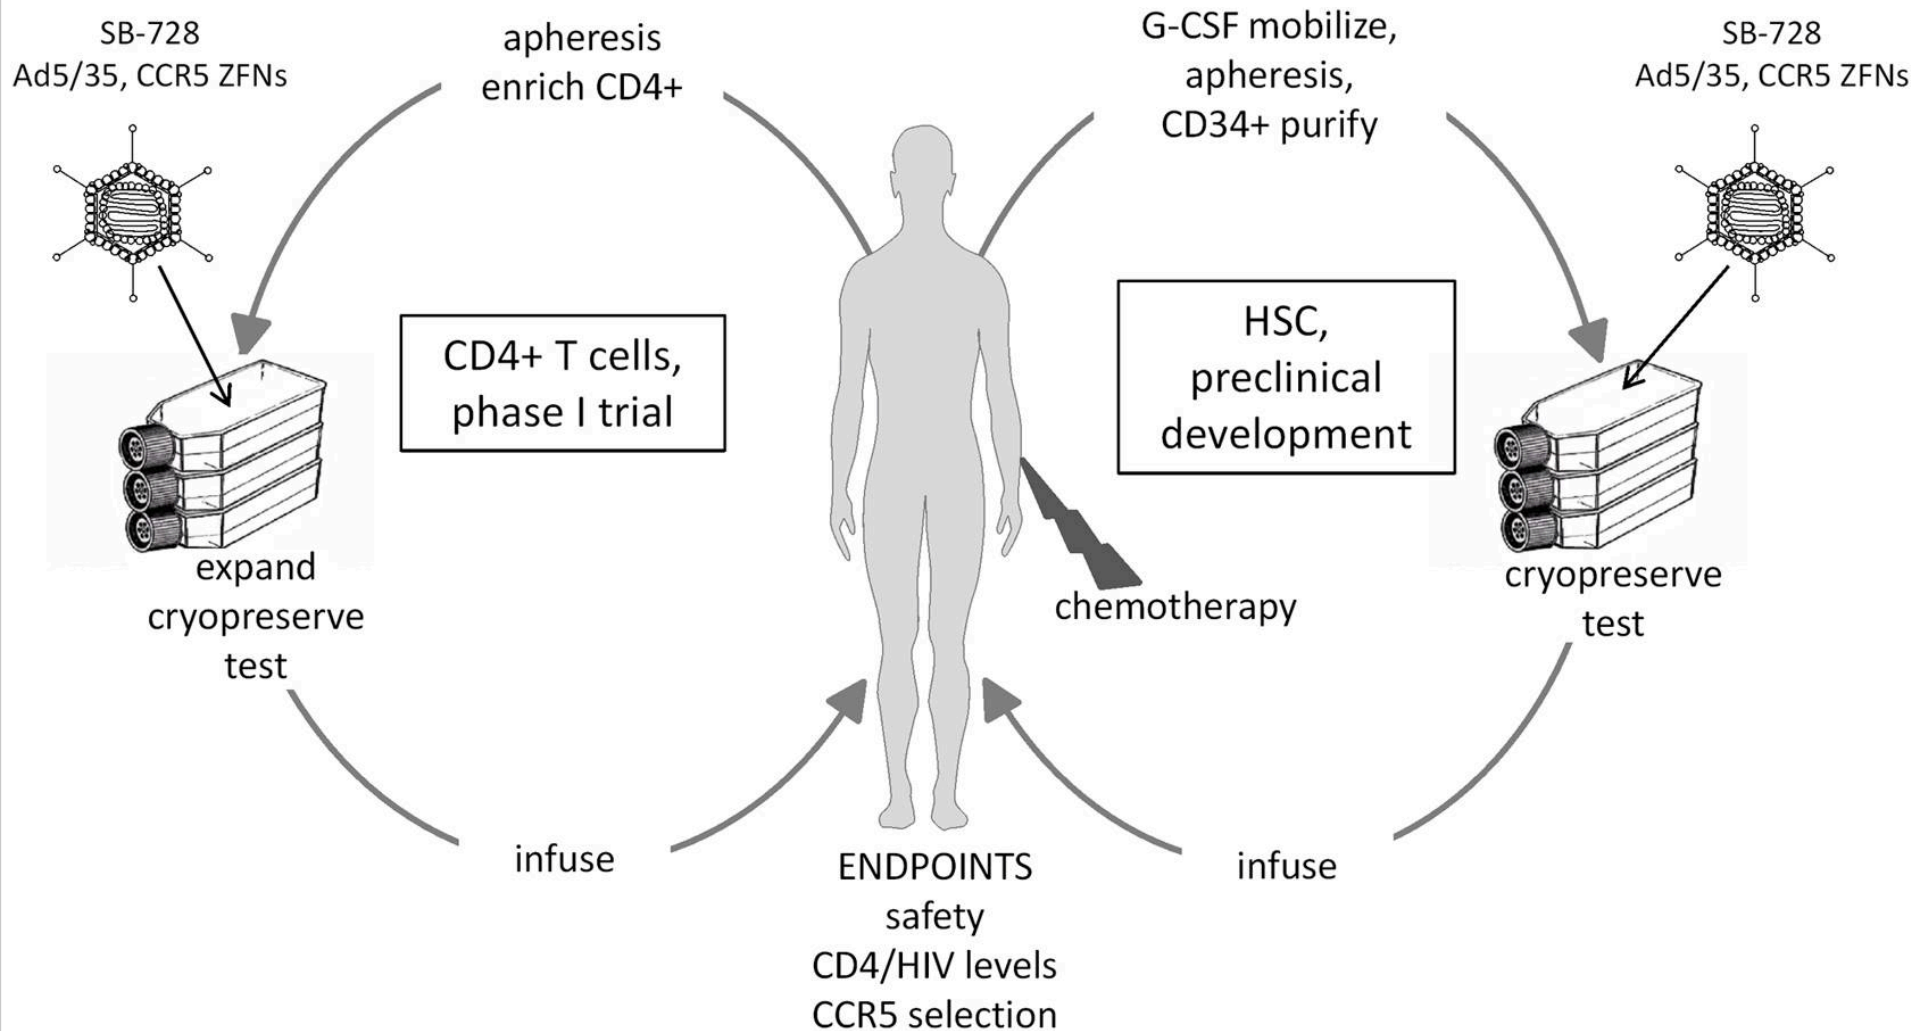 SB-728
Ad5/35, CCR5 ZFNs
apheresis
enrich CD4+
G-CSF mobilize,
apheresis,
CD34+ purify
SB-728
Ad5/35, CCR5 ZFNs
CD4+ T cells,
phase I trial
HSC,
preclinical
development
expand
cryopreserve
test
chemotherapy
cryopreserve
test
infuse
ENDPOINTS
safety
CD4/HIV levels
CCR5 selection
infuse